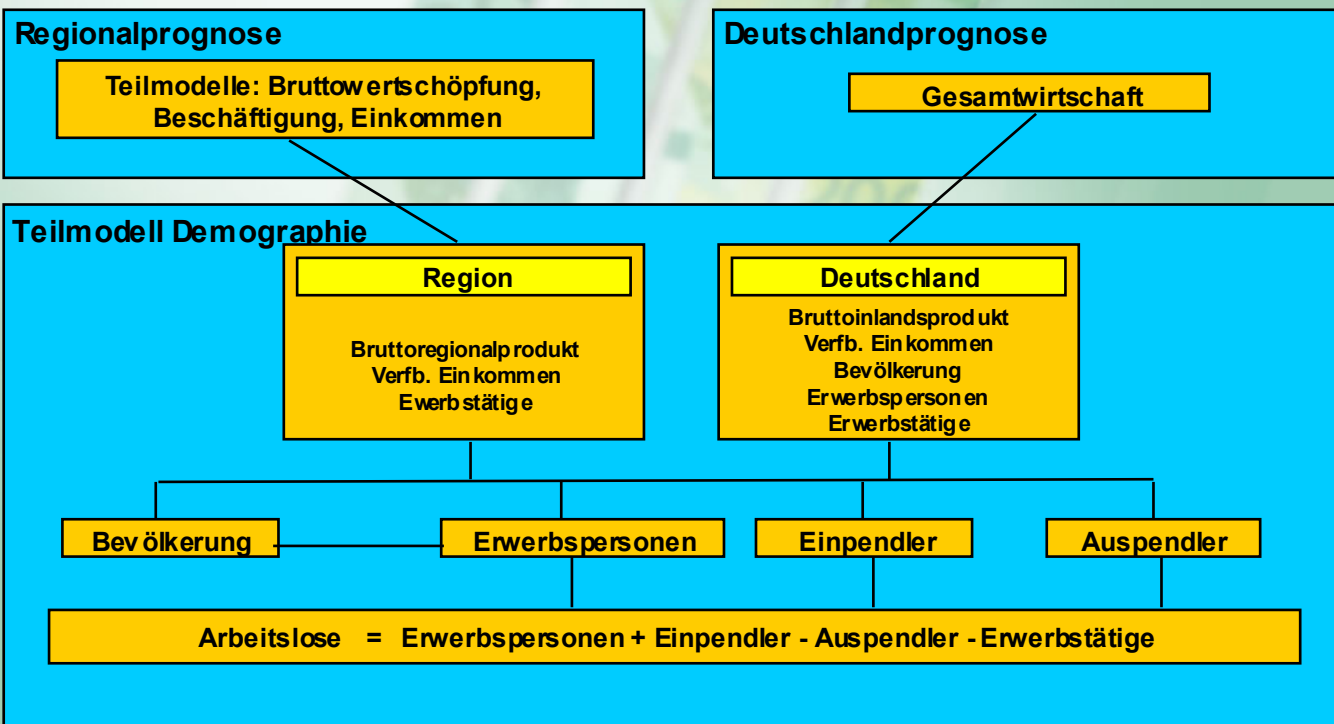 Regionalprognose
Teilmodelle: Bruttowertschöpfung,
Beschäftigung, Einkommen
Deutschlandprognose
Gesamtwirtschaft
Teilmodell Demographie
Region
Bruttoregionalprodukt
Verfb. Einkommen
Ewerbstätige
Deutschland
Bruttoinlandsprodukt
Verfb. Einkommen
Bevölkerung
Erwerbspersonen
Erwerbstätige
Bevölkerung
Erwerbspersonen
Einpendler
Auspendler
Arbeitslose = Erwerbspersonen + Einpendler - Auspendler - Erwerbstätige